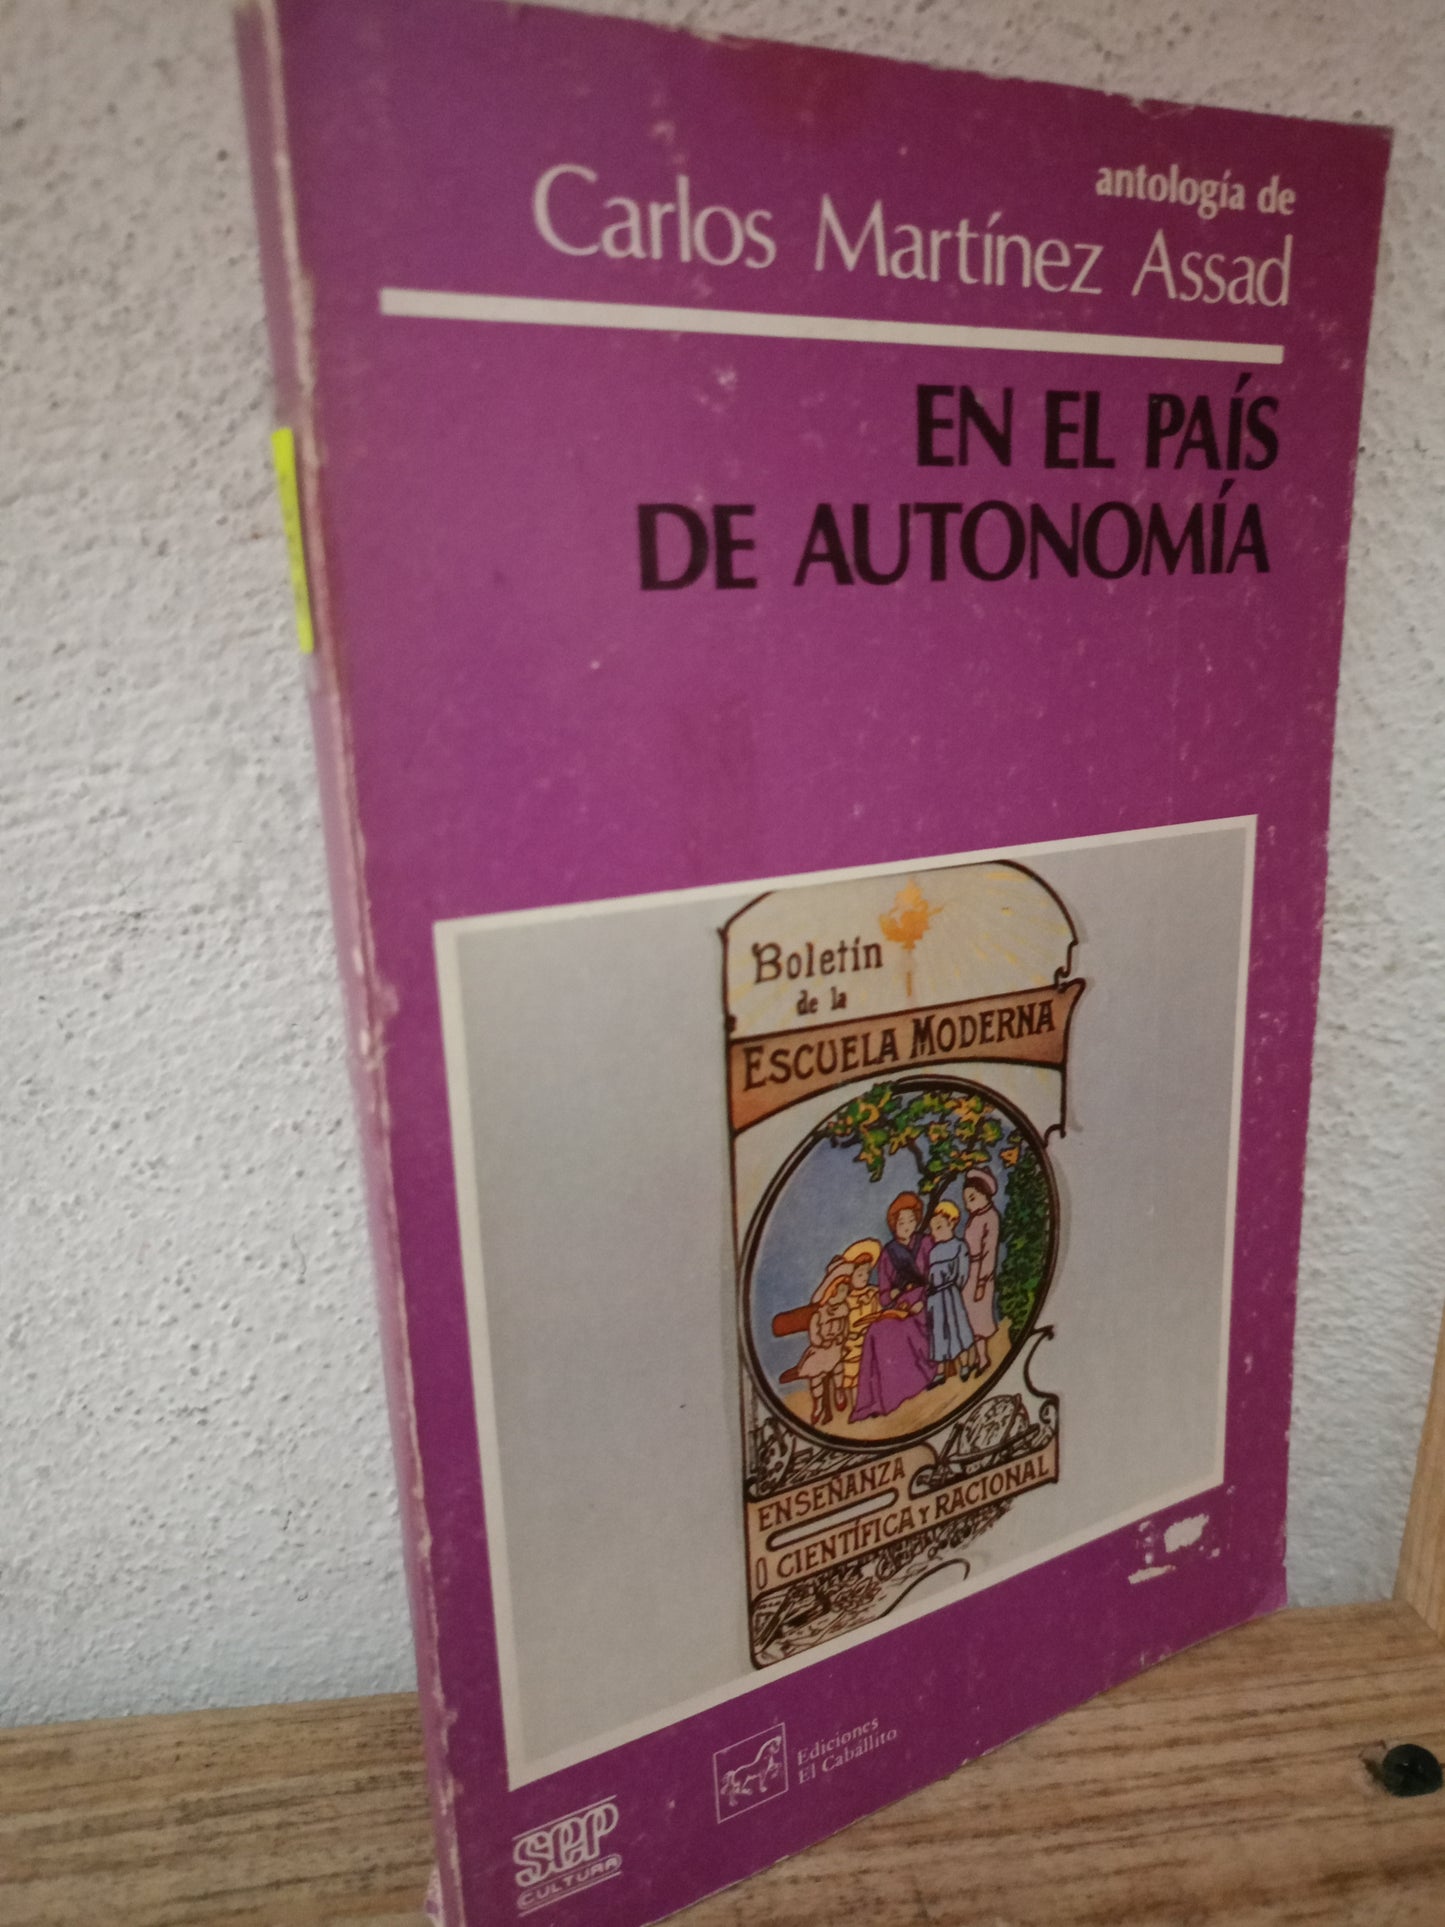 antología de
Carlos Martínez Assad
EN EL PAÍS
DE AUTONOMÍA
Boletín
de la
ESCUELA MODERNA
ENSEÑANZA
CIENTÍFICA Y RACIONAL
Ediciones
El Caballito
SEP
CULTURA